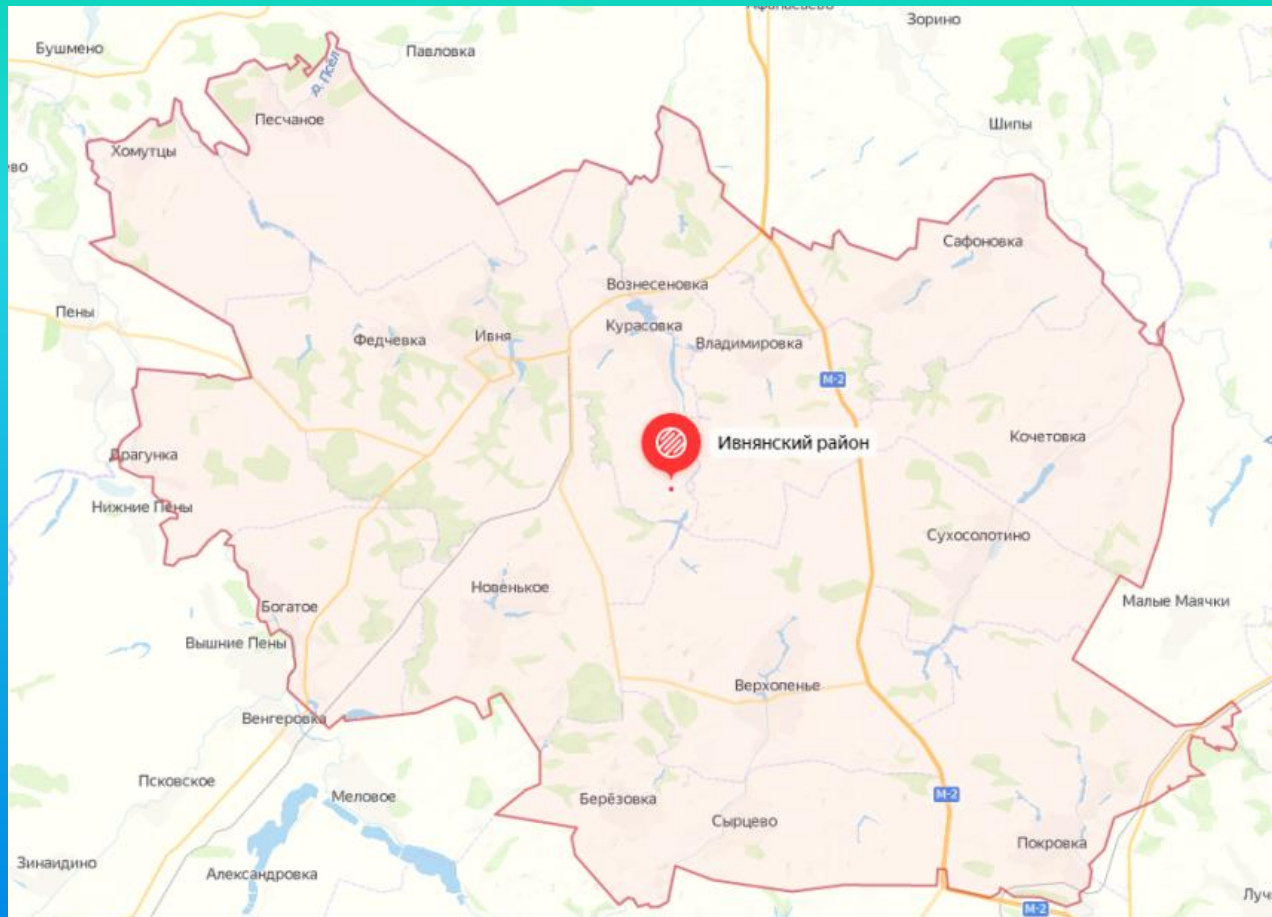 Зорино
Бушмено
Павловка
р. Псёл
Песчаное
Шипы
Хомутцы
ево
Сафоновка
Вознесеновка
Пены
Курасовка
Ивня
Федчевка
Владимировка
М-2
Ивнянский район
Кочетовка
Драгунка
Нижние Пены
Сухосолотино
Новенькое
Малые Маячки
Богатое
Вышние Пены
Верхопенье
Венгеровка
Псковское
Меловое
Берёзовка
М-2
Сырцево
Покровка
Зинаидино
Александровка
Луч
М-2